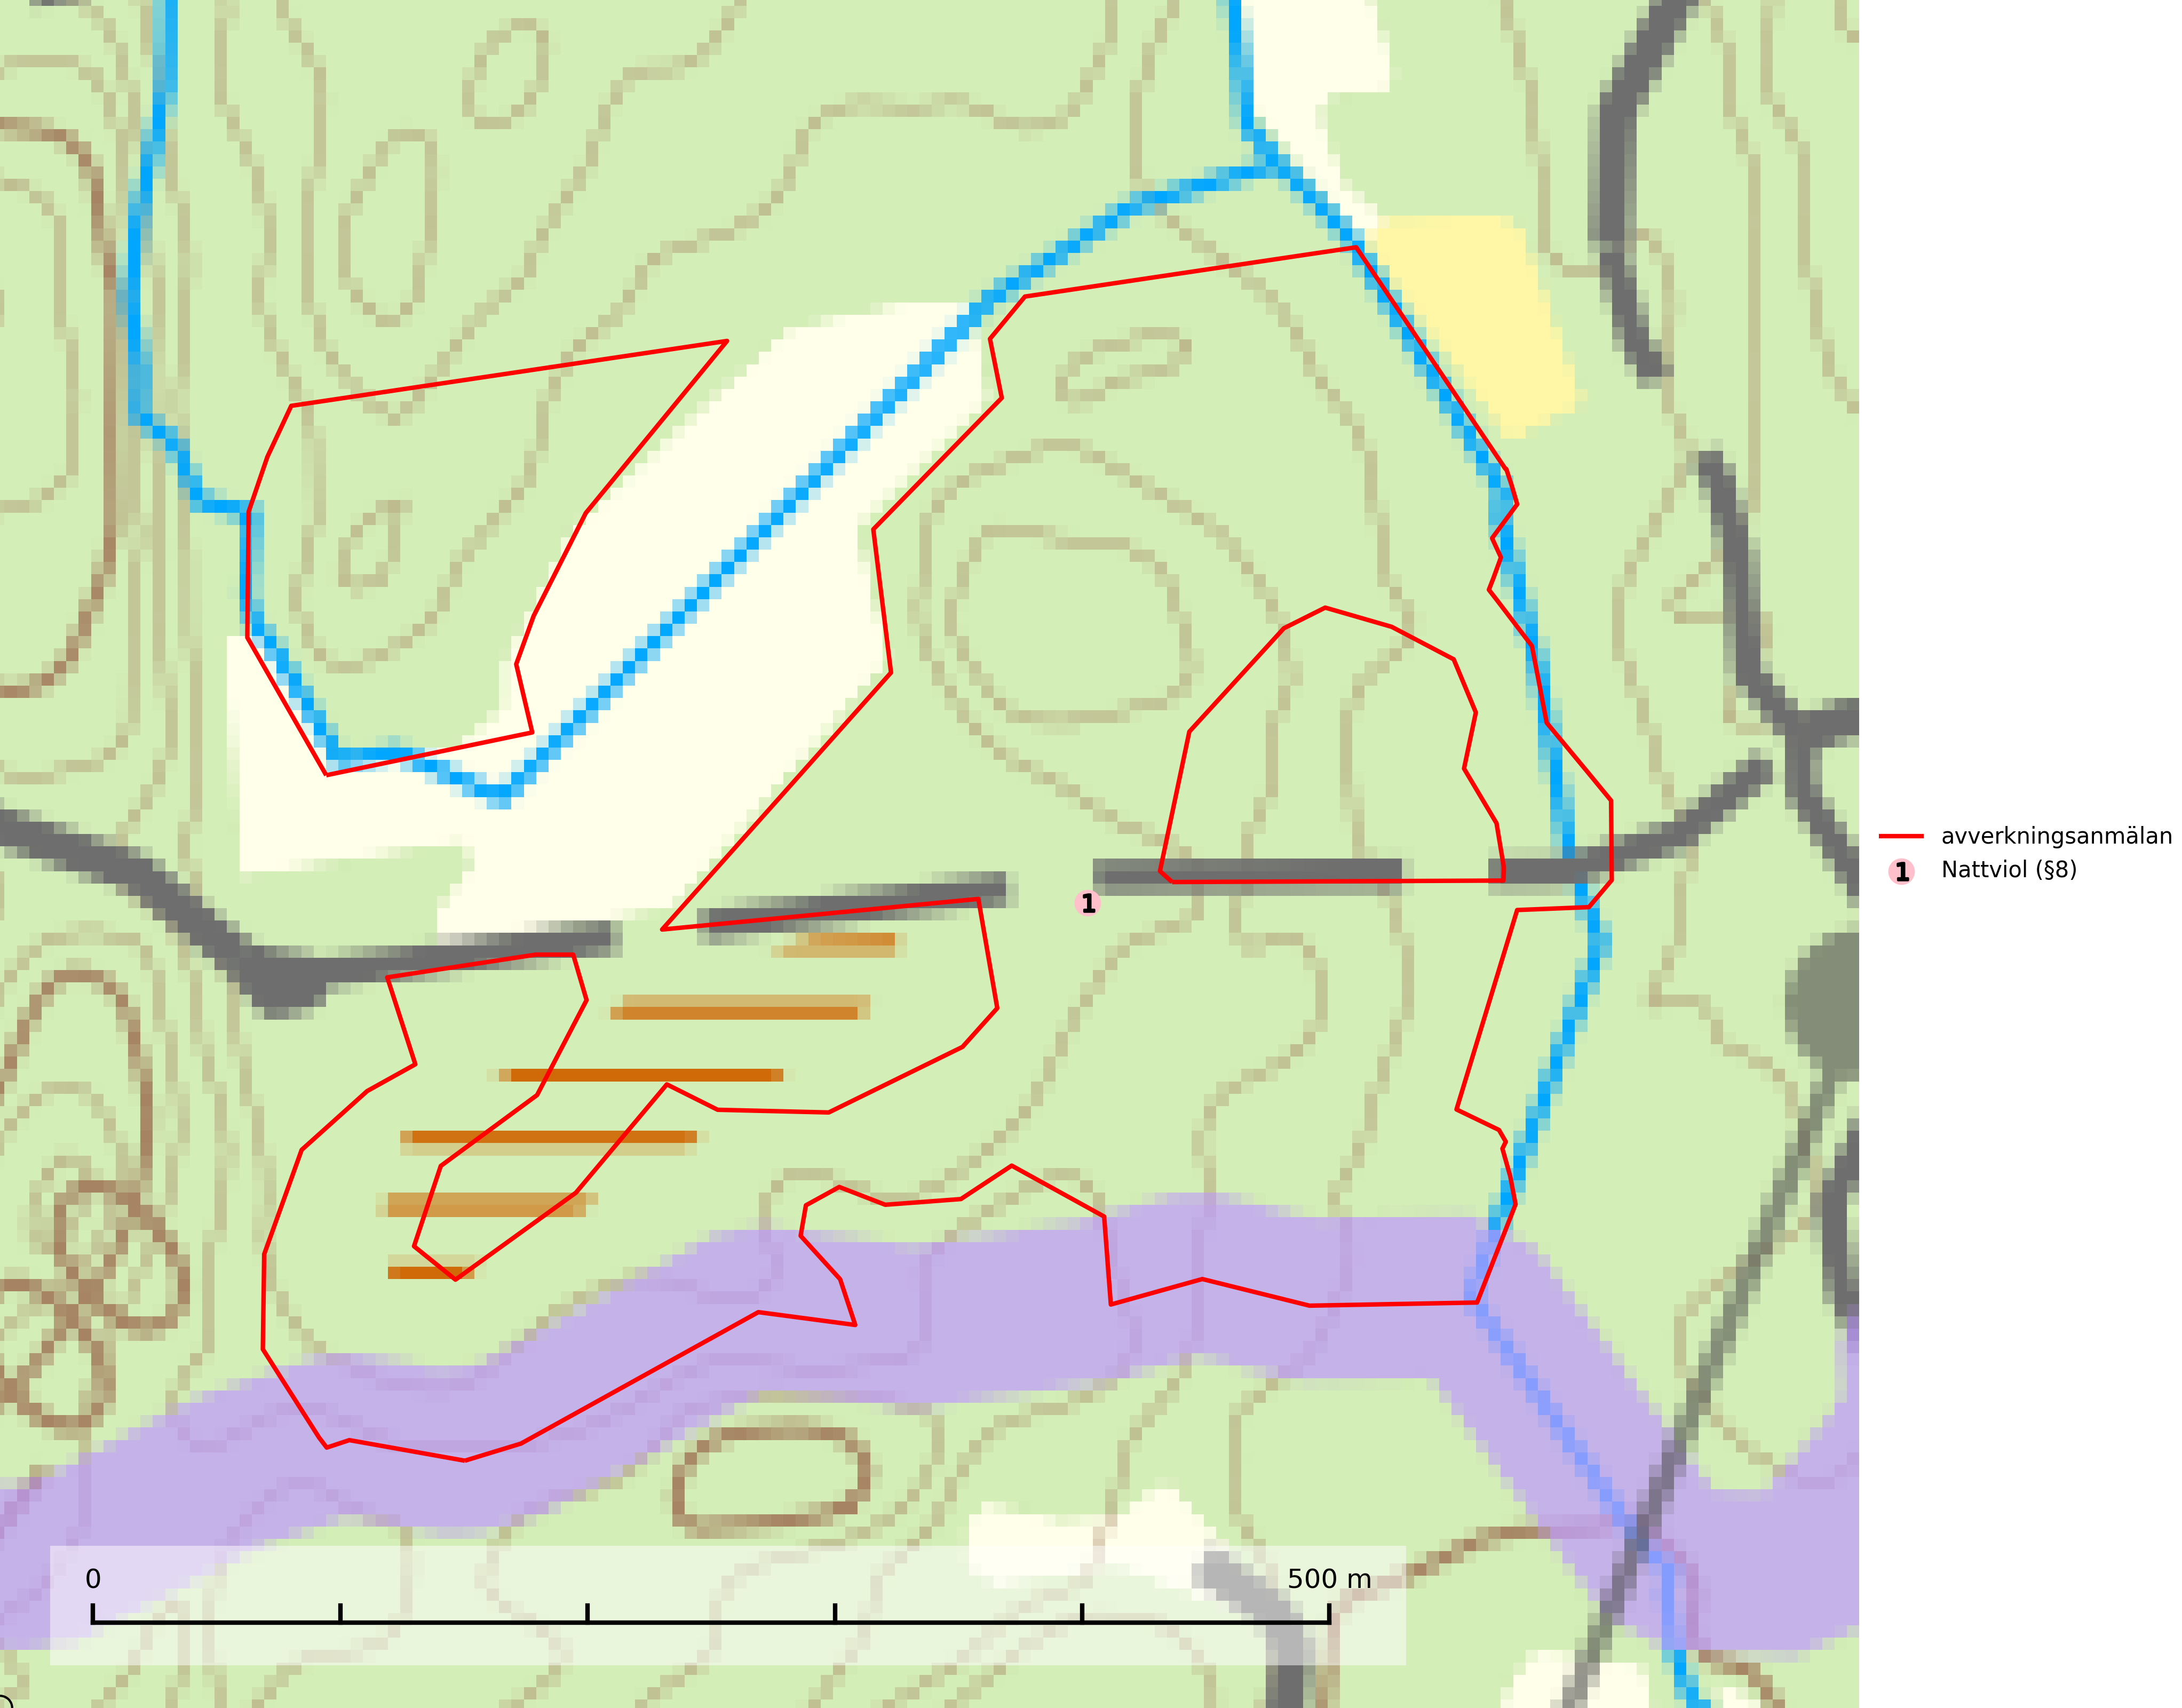 1
0
500 m
avverkningsanmälan
1 Nattviol (§8)